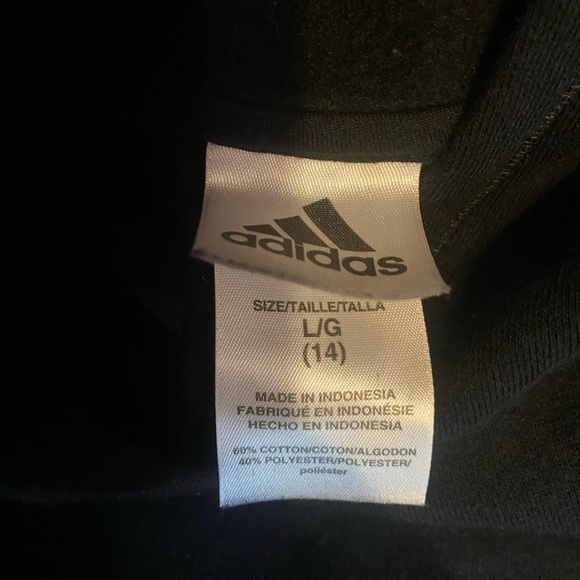 adidas
SIZE/TAILLE/TALLA
L/G
(14)
MADE IN INDONESIA
FABRIQUÉ EN INDONÉSIE
HECHO EN INDONESIA
60% COTTON/COTON/ALGODON
40% POLYESTER/POLYESTER/
poliéster